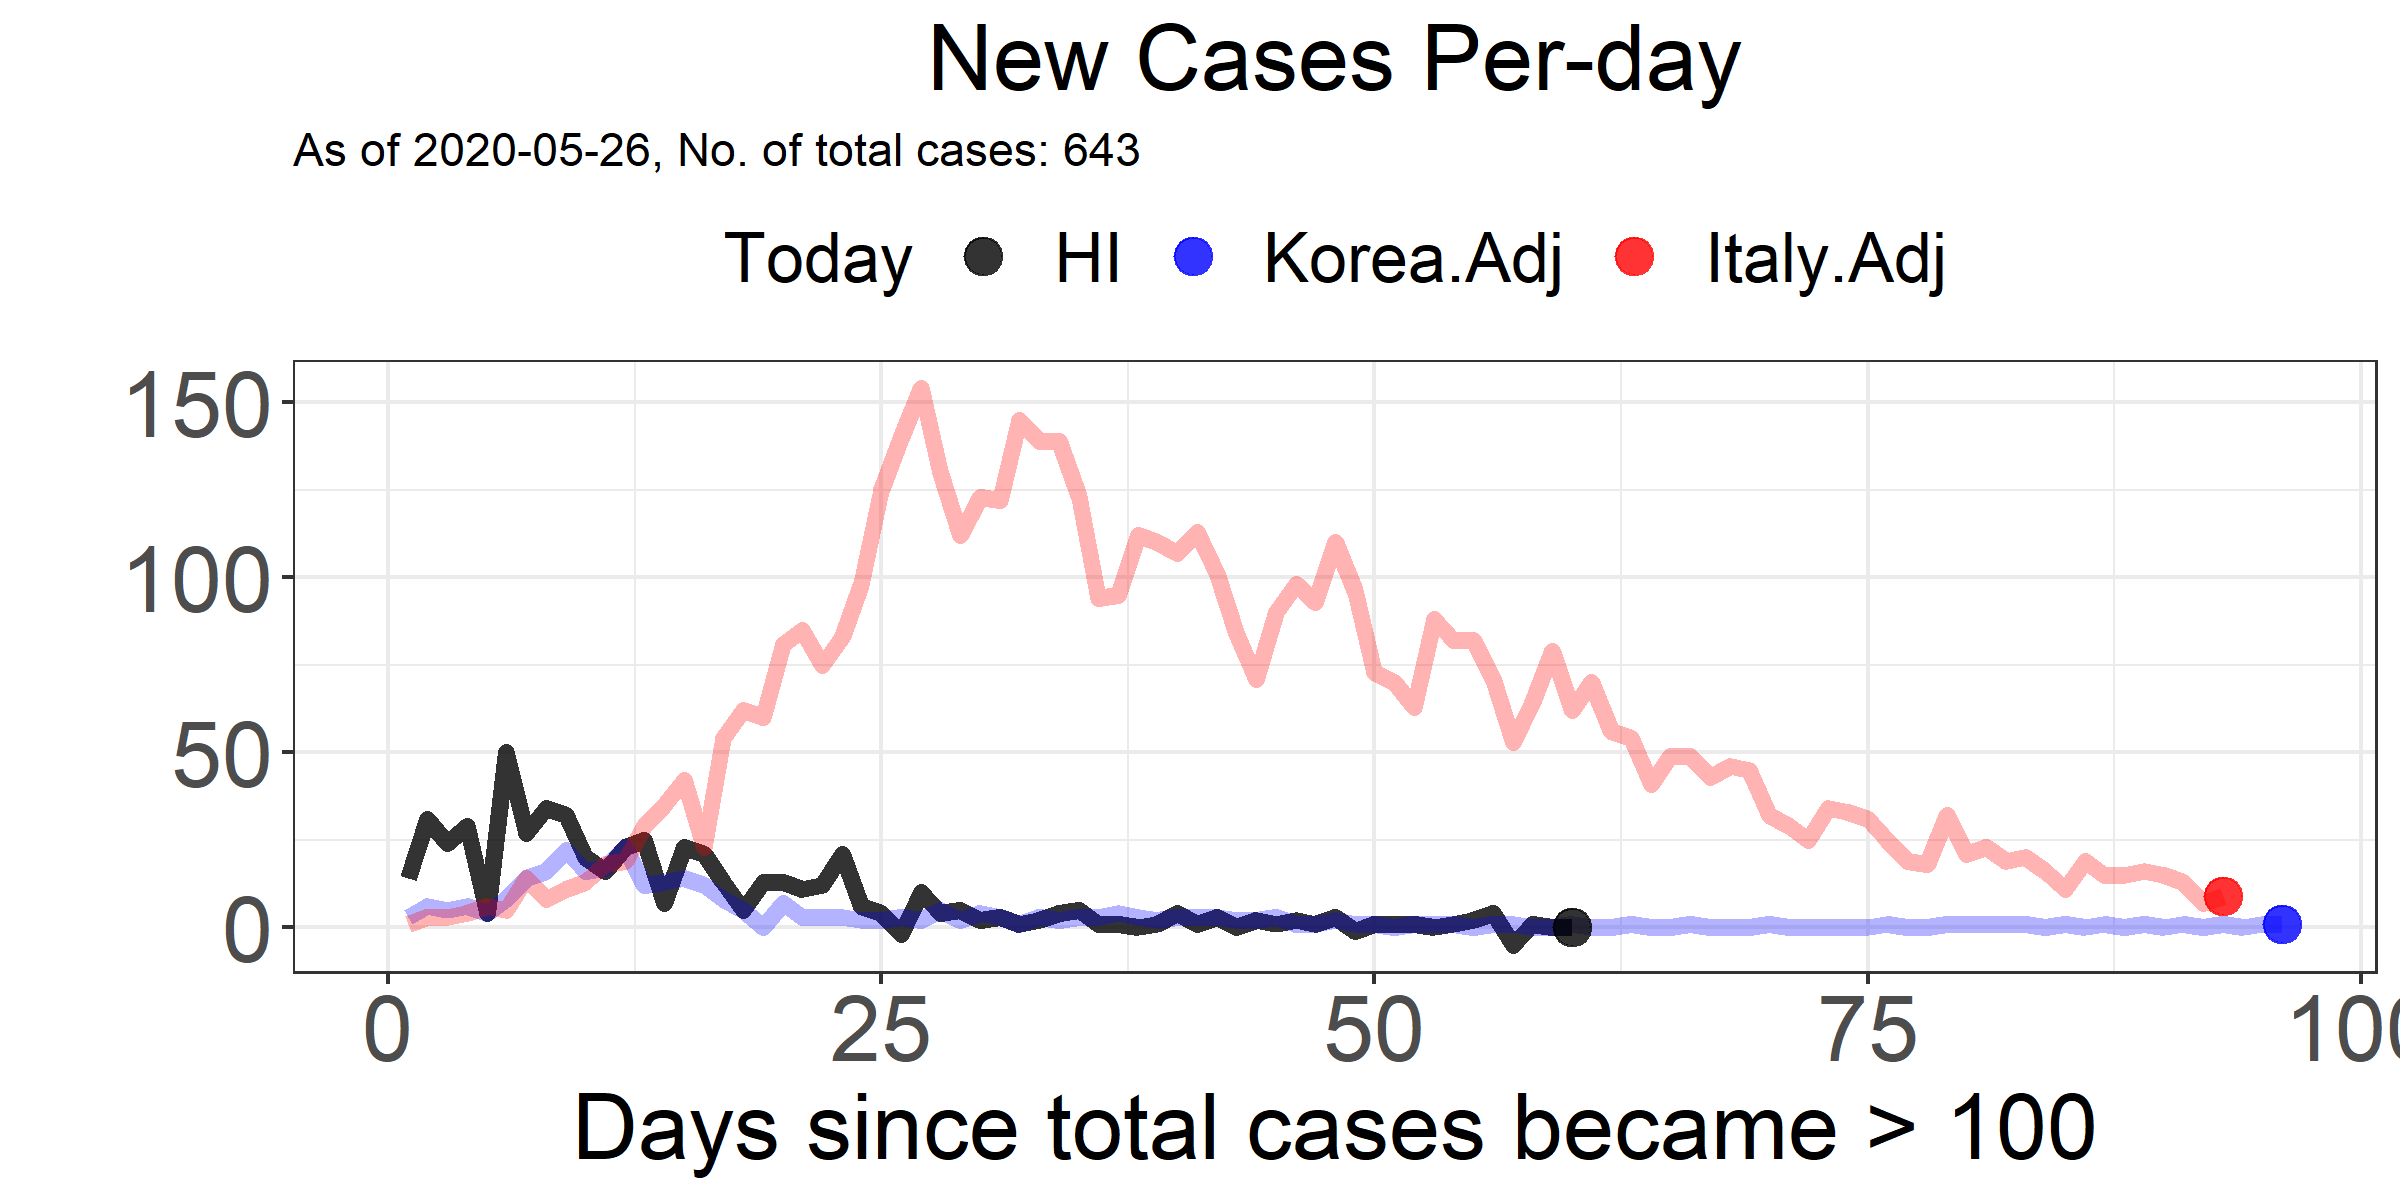 New Cases Per-day
As of 2020-05-26, No. of total cases: 643
Today HI Korea.Adj Italy.Adj
150
100
50
0
0 25 50 75 100
Days since total cases became > 100